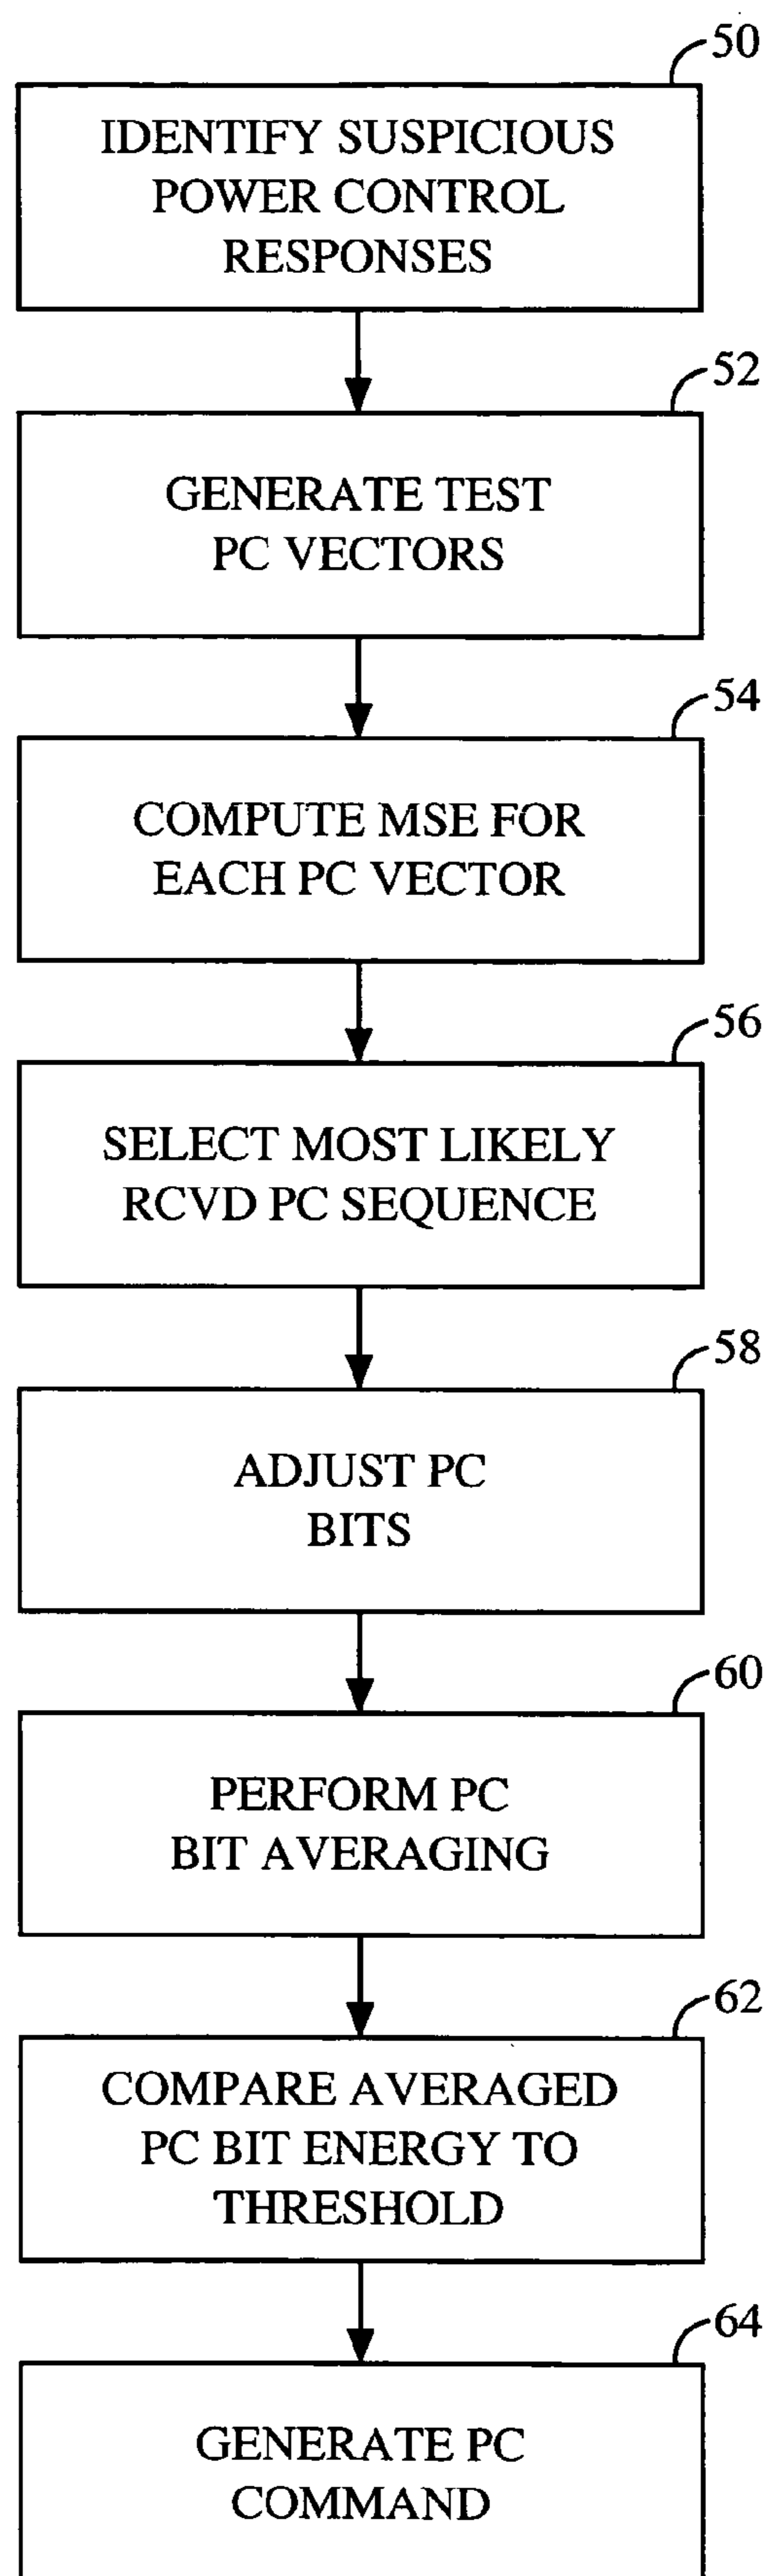 50
IDENTIFY SUSPICIOUS
POWER CONTROL
RESPONSES
52
GENERATE TEST
PC VECTORS
54
COMPUTE MSE FOR
EACH PC VECTOR
56
SELECT MOST LIKELY
RCVD PC SEQUENCE
58
ADJUST PC
BITS
60
PERFORM PC
BIT AVERAGING
62
COMPARE AVERAGED
PC BIT ENERGY TO
THRESHOLD
64
GENERATE PC
COMMAND